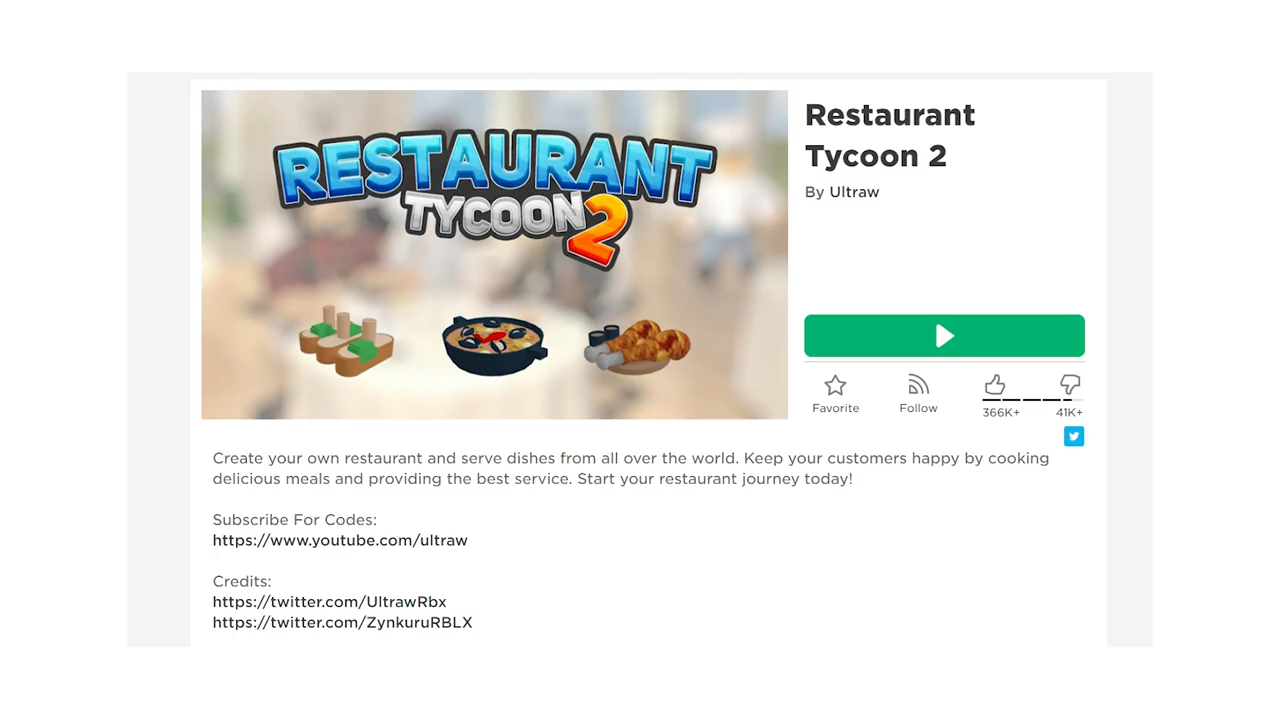 RESTAURANT
TYCOON 2
Restaurant
Tycoon 2
By Ultraw
Favorite
Follow
366K+
41K+
Create your own restaurant and serve dishes from all over the world. Keep your customers happy by cooking
delicious meals and providing the best service. Start your restaurant journey today!
Subscribe For Codes:
https://www.youtube.com/ultraw
Credits:
https://twitter.com/UltrawRbx
https://twitter.com/ZynkuruRBLX